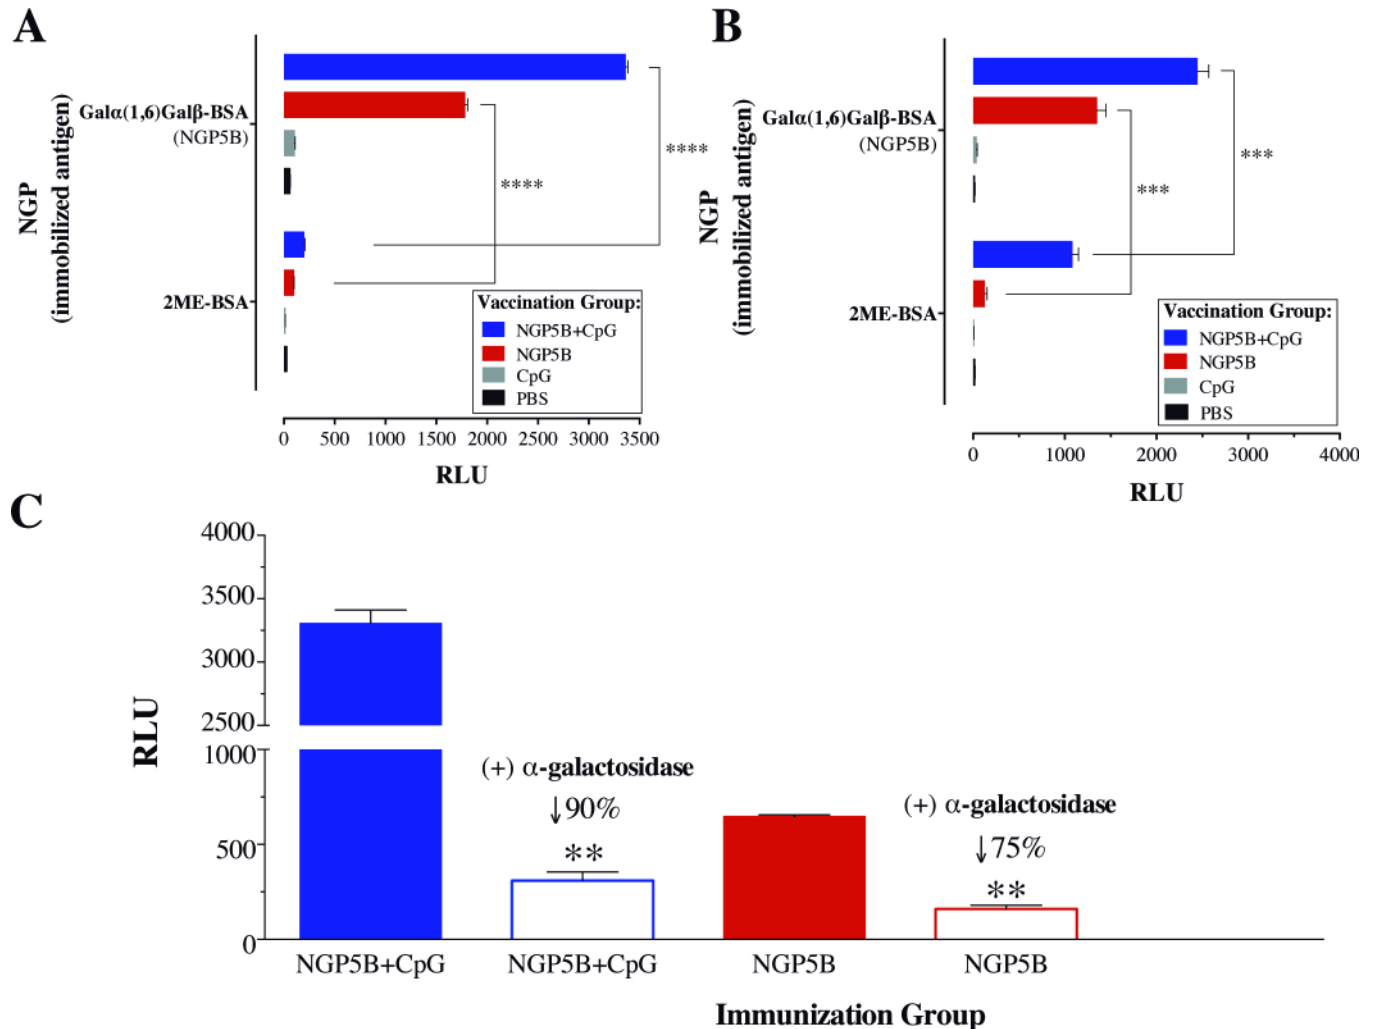 A
NGP
(immobilized antigen)
Galα(1,6)Galβ-BSA
(NGP5B)
2ME-BSA
****
****
Vaccination Group:
NGP5B+CpG
NGP5B
CpG
PBS
0 500 1000 1500 2000 2500 3000 3500
RLU
B
NGP
(immobilized antigen)
Galα(1,6)Galβ-BSA
(NGP5B)
2ME-BSA
***
***
Vaccination Group:
NGP5B+CpG
NGP5B
CpG
PBS
0 1000 2000 3000 4000
RLU
C
RLU
4000
3500
3000
2500
1000
500
0
(+) α-galactosidase
↓90%
**
(+) α-galactosidase
↓75%
**
NGP5B+CpG NGP5B+CpG NGP5B NGP5B
Immunization Group